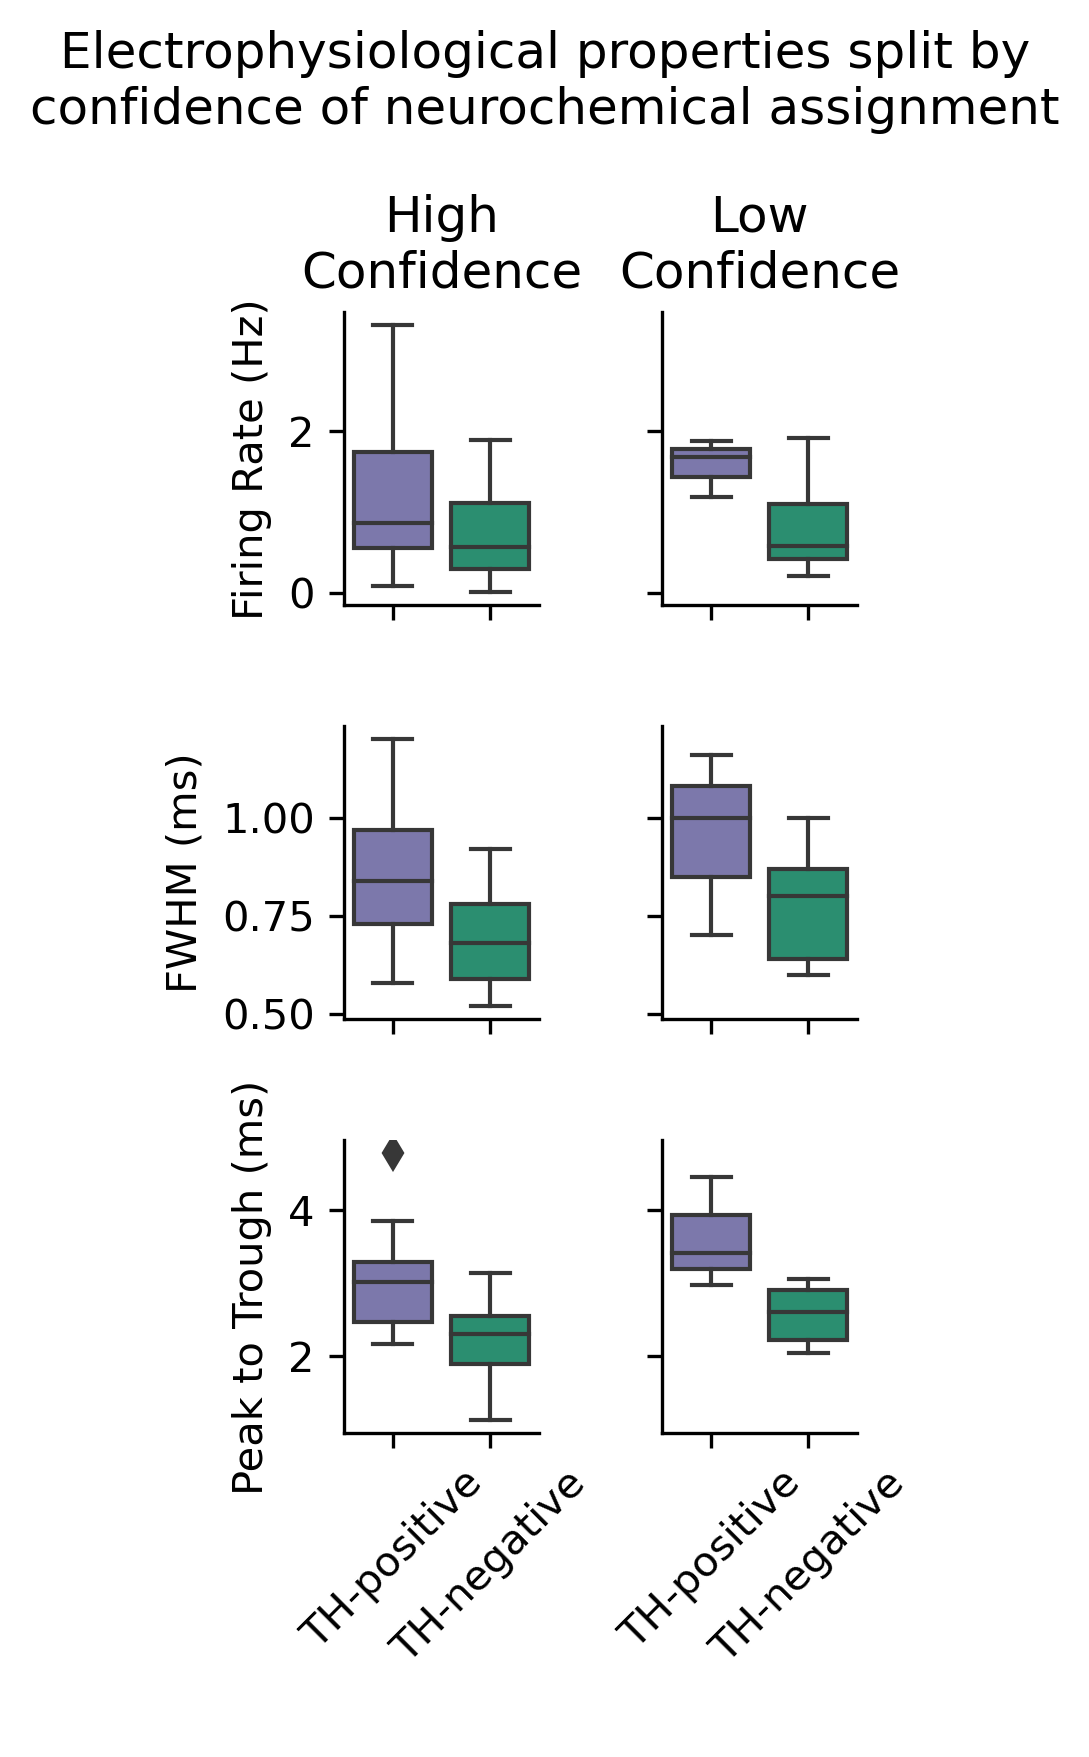 Electrophysiological properties split by
confidence of neurochemical assignment
High
Confidence
Low
Confidence
Firing Rate (Hz)
2
0
FWHM (ms)
1.00
0.75
0.50
Peak to Trough (ms)
4
2
TH-positive
TH-negative
TH-positive
TH-negative